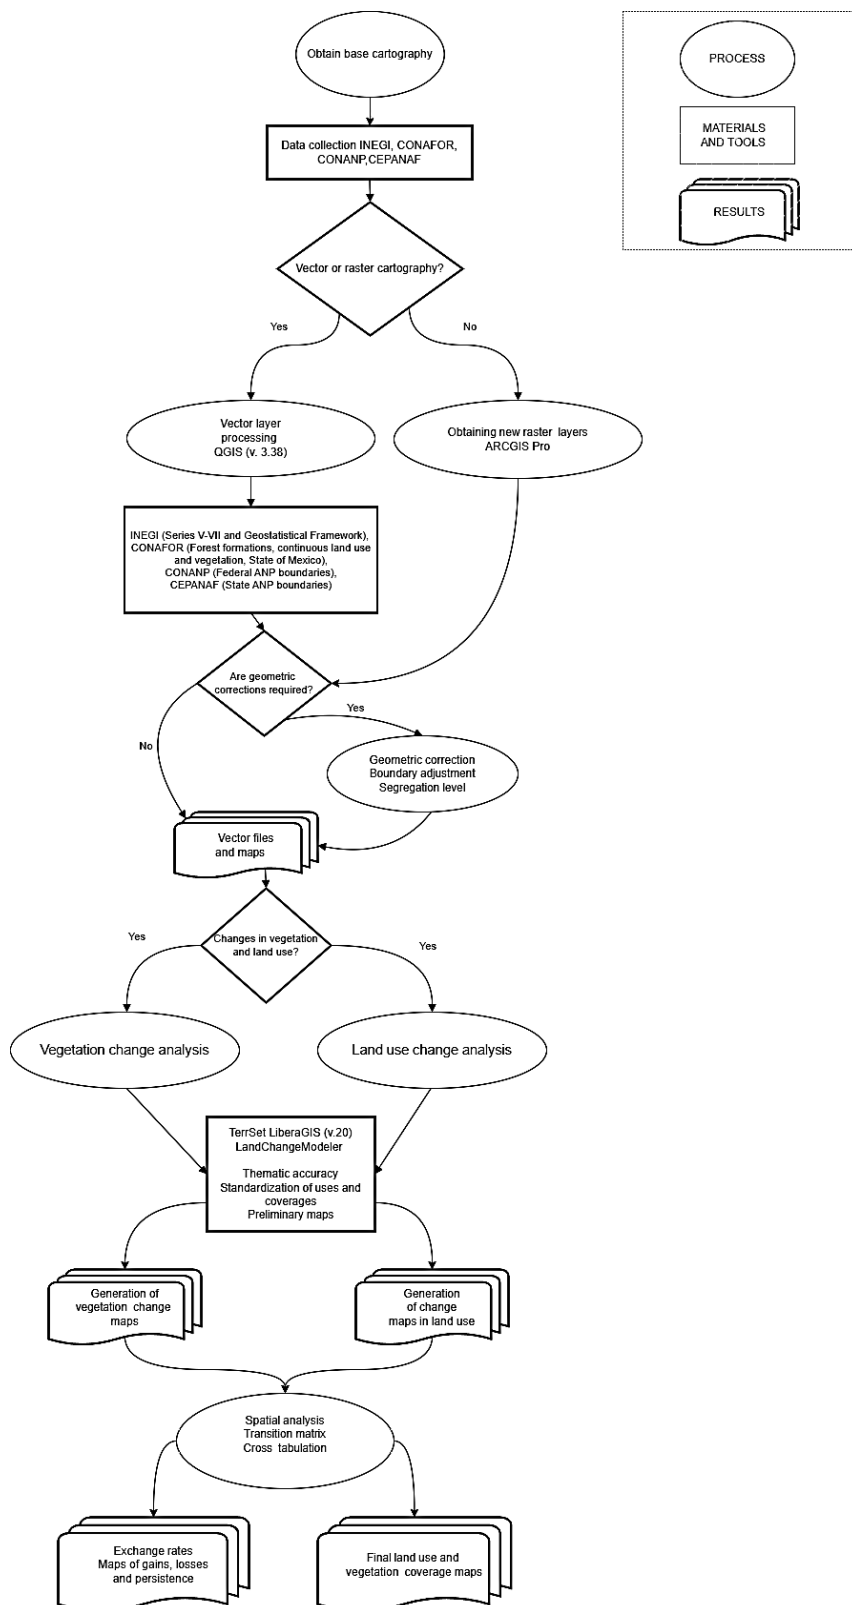 Obtain base cartography
PROCESS
MATERIALS
AND TOOLS
RESULTS
Data collection INEGI, CONAFOR,
CONANP,CEPANAF
Vector or raster cartography?
Yes
No
Vector layer
processing
QGIS (v. 3.38)
Obtaining new raster layers
ARCGIS Pro
INEGI (Series V-VII and Geostatistical Framework),
CONAFOR (Forest formations, continuous land use
and vegetation, State of Mexico),
CONANP (Federal ANP boundaries),
CEPANAF (State ANP boundaries)
Are geometric
corrections required?
Yes
No
Geometric correction
Boundary adjustment
Segregation level
Vector files
and maps
Changes in vegetation
and land use?
Yes
Yes
Vegetation change analysis
Land use change analysis
TerrSet LiberaGIS (v.20)
LandChangeModeler
Thematic accuracy
Standardization of uses and
coverages
Preliminary maps
Generation of
vegetation change
maps
Generation
of change
maps in land use
Spatial analysis
Transition matrix
Cross tabulation
Exchange rates
Maps of gains, losses
and persistence
Final land use and
vegetation coverage maps